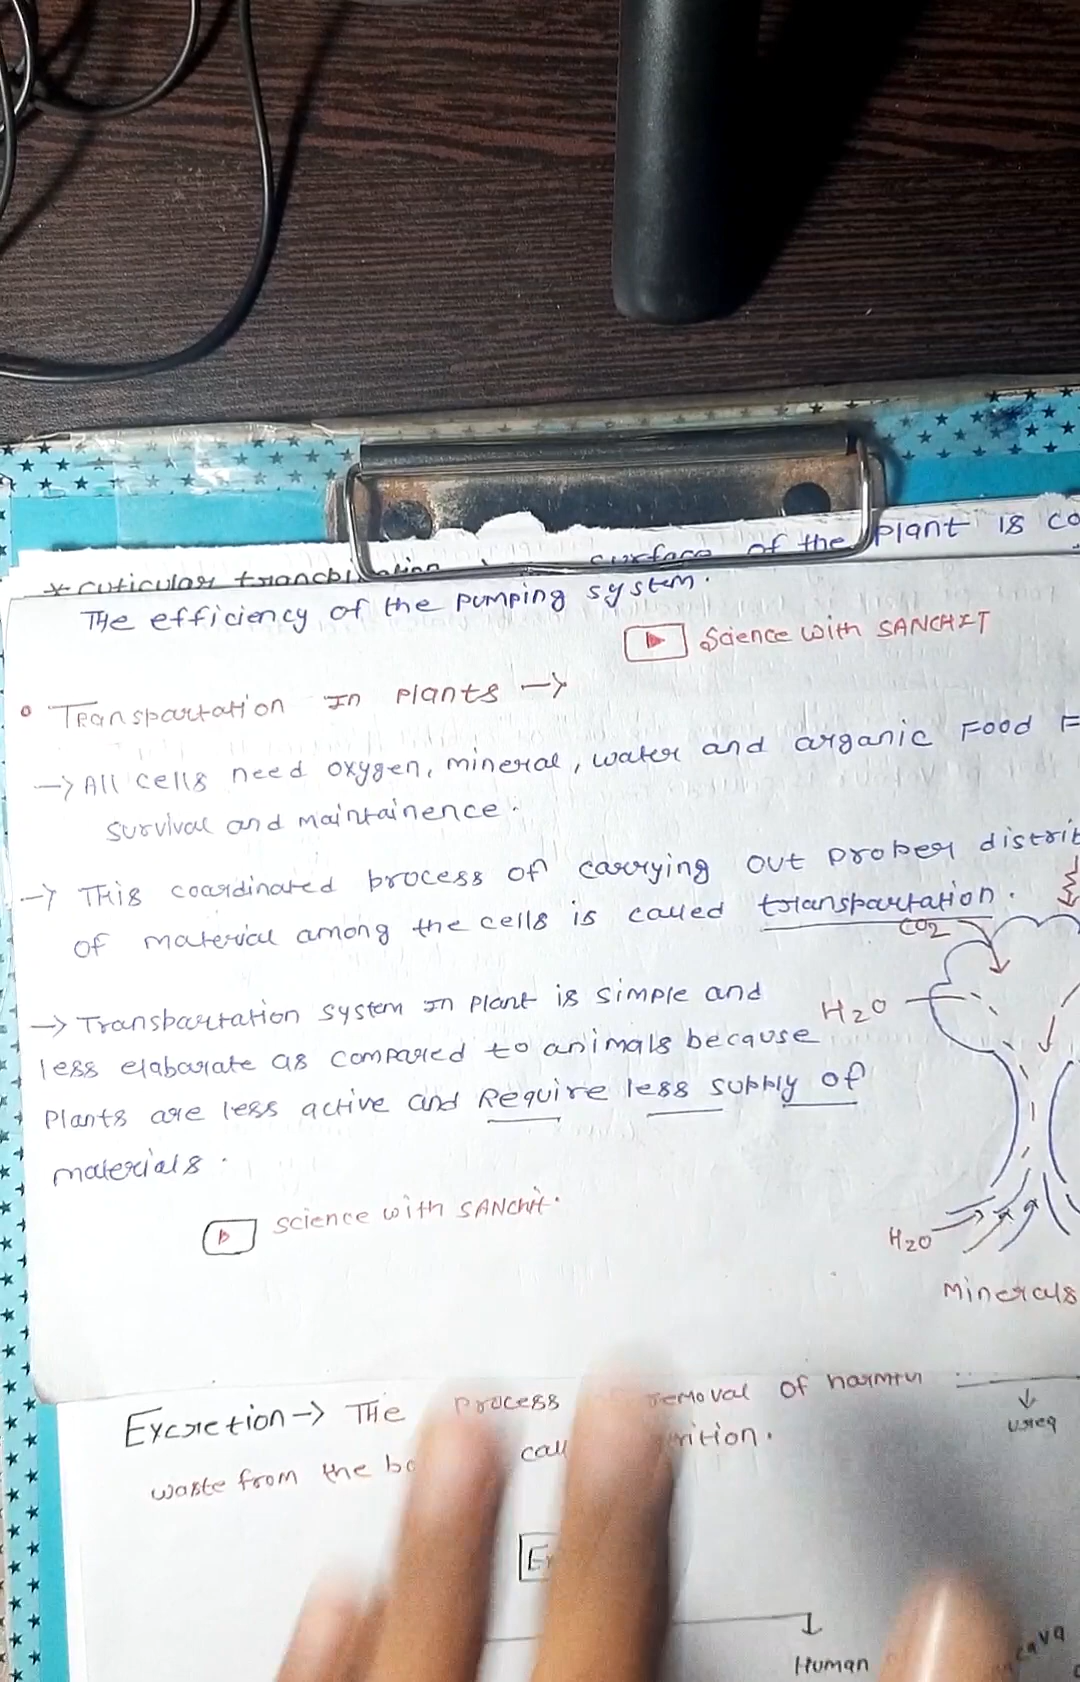 * cuticular surface of the plant is co
The efficiency of the pumping system.
Science with SANCHIT
• Transportation In Plants →
→ All cells need oxygen, mineral, water and organic Food F
survival and maintainence.
→ This coordinated process of carrying out proper distrib
of material among the cells is called transportation.
CO2
→ Transportation system In plant is simple and
H2O
less elaborate as compared to animals because
Plants are less active and Require less supply of
materials.
Science with SANCHIT.
H2O
Minerals
Excretion → The process removal of harmful
waste from the bo call
urea
Human
cava